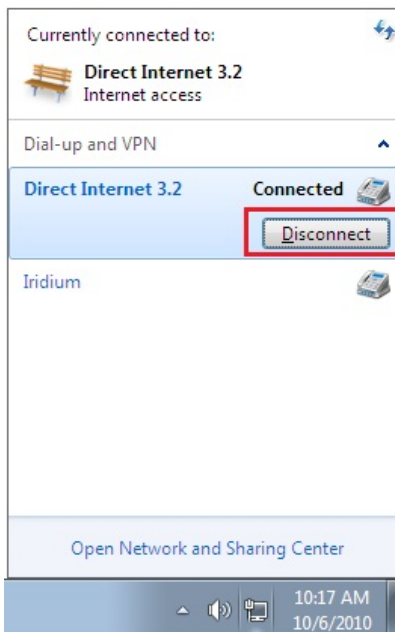 Currently connected to:
Direct Internet 3.2
Internet access
Dial-up and VPN
Direct Internet 3.2 Connected
Disconnect
Iridium
Open Network and Sharing Center
10:17 AM
10/6/2010